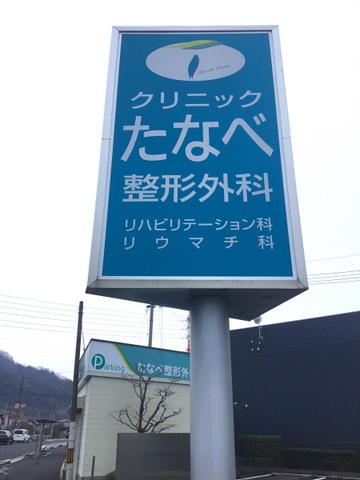 クリニック
たなべ
整形外科
リハビリテーション科
リウマチ科
Parking
たなべ整形外